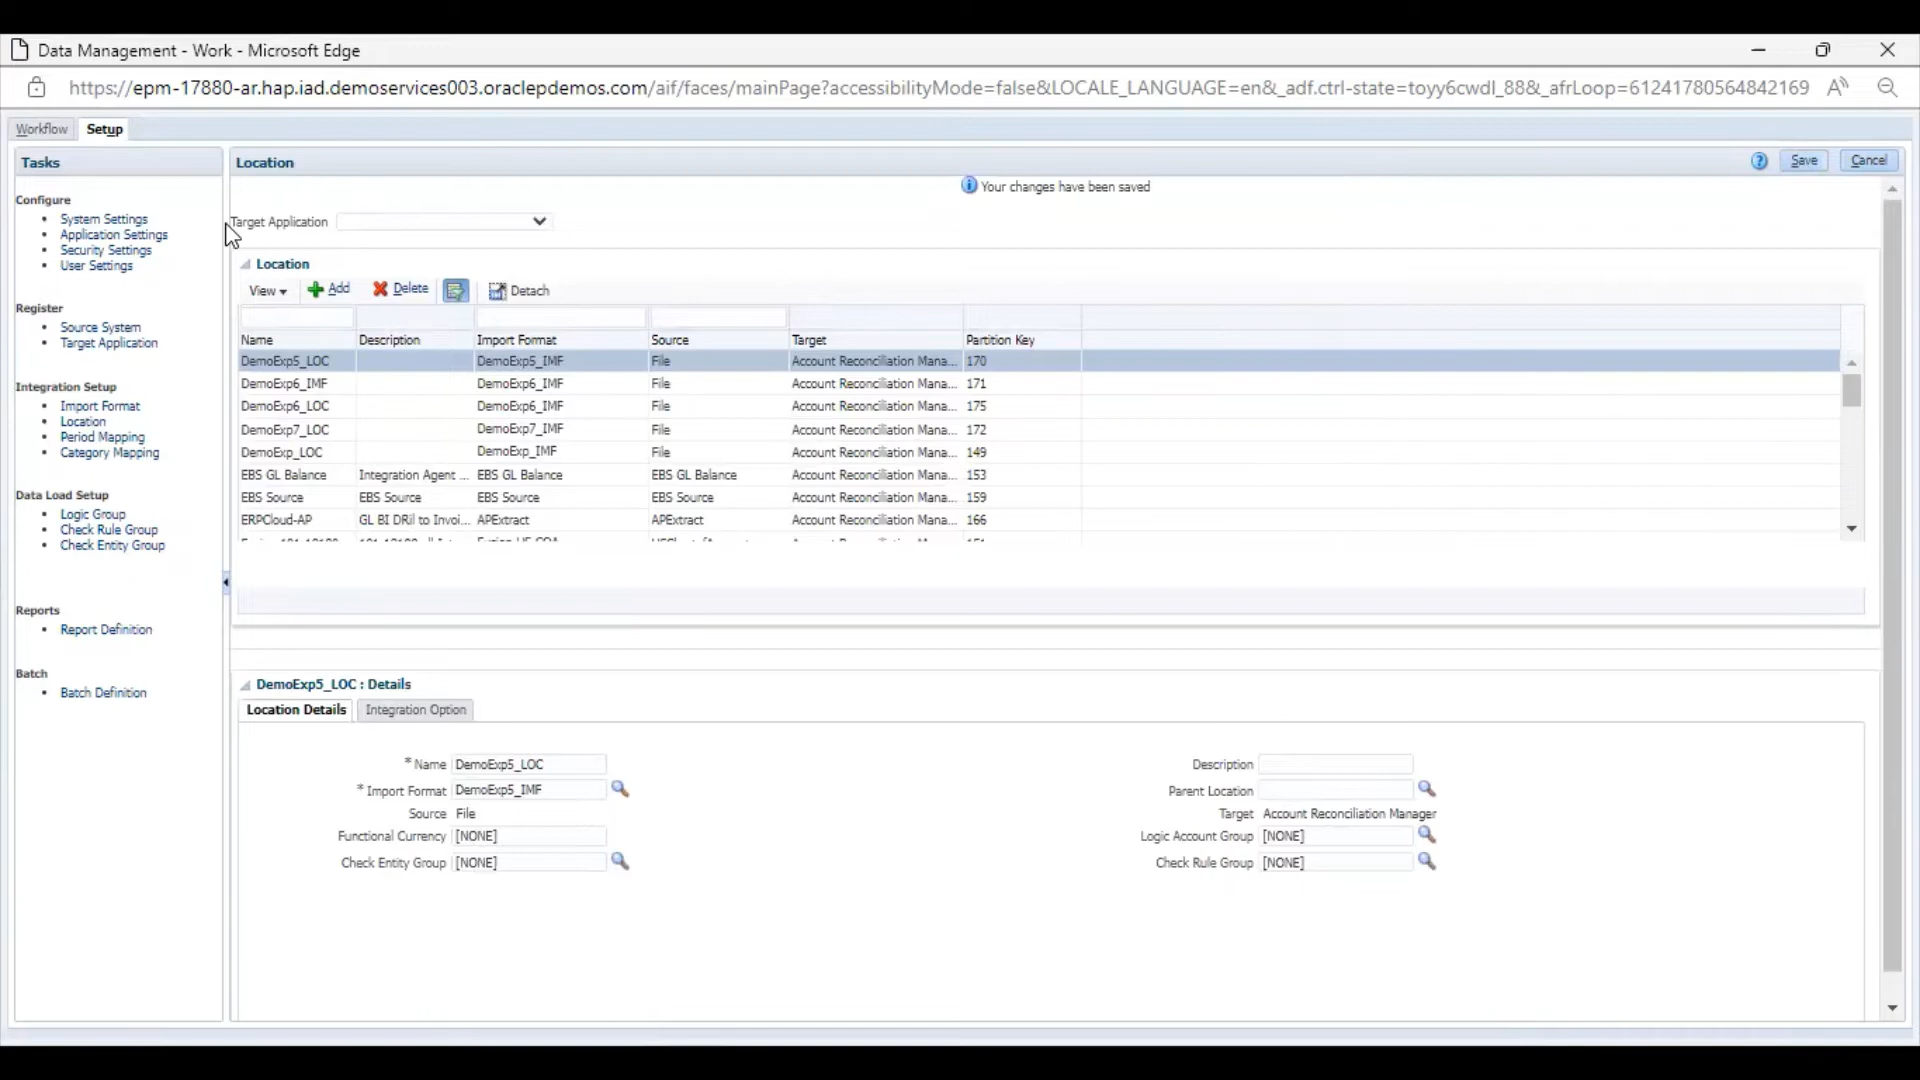 Data Management - Work - Microsoft Edge
https://epm-17880-ar.hap.iad.demoservices003.oraclepdemos.com/aif/faces/mainPage?accessibilityMode=false&LOCALE_LANGUAGE=en&_adf.ctrl-state=toyy6cwdl_88&_afrLoop=61241780564842169
Workflow Setup
Tasks
Configure
System Settings
Application Settings
Security Settings
User Settings
Register
Source System
Target Application
Integration Setup
Import Format
Location
Period Mapping
Category Mapping
Data Load Setup
Logic Group
Check Rule Group
Check Entity Group
Reports
Report Definition
Batch
Batch Definition
Location Save Cancel
Your changes have been saved
Target Application
Location
View Add Delete Detach
Name Description Import Format Source Target Partition Key
DemoExp5_LOC DemoExp5_IMF File Account Reconciliation Mana... 170
DemoExp6_IMF DemoExp6_IMF File Account Reconciliation Mana... 171
DemoExp6_LOC DemoExp6_IMF File Account Reconciliation Mana... 175
DemoExp7_LOC DemoExp7_IMF File Account Reconciliation Mana... 172
DemoExp_LOC DemoExp_IMF File Account Reconciliation Mana... 149
EBS GL Balance Integration Agent ... EBS GL Balance EBS GL Balance Account Reconciliation Mana... 153
EBS Source EBS Source EBS Source EBS Source Account Reconciliation Mana... 159
ERPCloud-AP GL BI DRil to Invoi... APExtract APExtract Account Reconciliation Mana... 166
DemoExp5_LOC : Details
Location Details Integration Option
* Name DemoExp5_LOC Description
* Import Format DemoExp5_IMF Parent Location
Source File Target Account Reconciliation Manager
Functional Currency [NONE] Logic Account Group [NONE]
Check Entity Group [NONE] Check Rule Group [NONE]